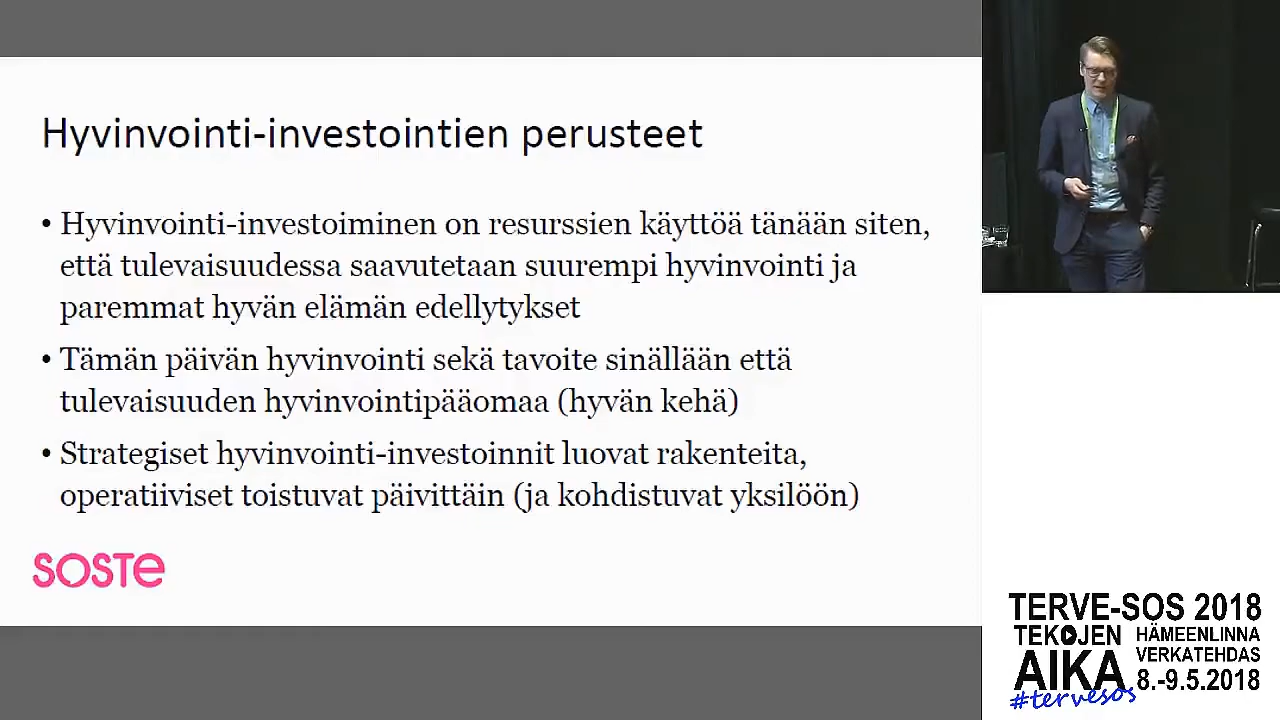 Hyvinvointi-investointien perusteet
• Hyvinvointi-investoiminen on resurssien käyttöä tänään siten,
että tulevaisuudessa saavutetaan suurempi hyvinvointi ja
paremmat hyvän elämän edellytykset
• Tämän päivän hyvinvointi sekä tavoite sinällään että
tulevaisuuden hyvinvointipääomaa (hyvän kehä)
• Strategiset hyvinvointi-investoinnit luovat rakenteita,
operatiiviset toistuvat päivittäin (ja kohdistuvat yksilöön)
SOSTE
TERVE-SOS 2018
TEKOJEN
AIKA
HÄMEENLINNA
VERKATEHDAS
8.-9.5.2018
#tervesos